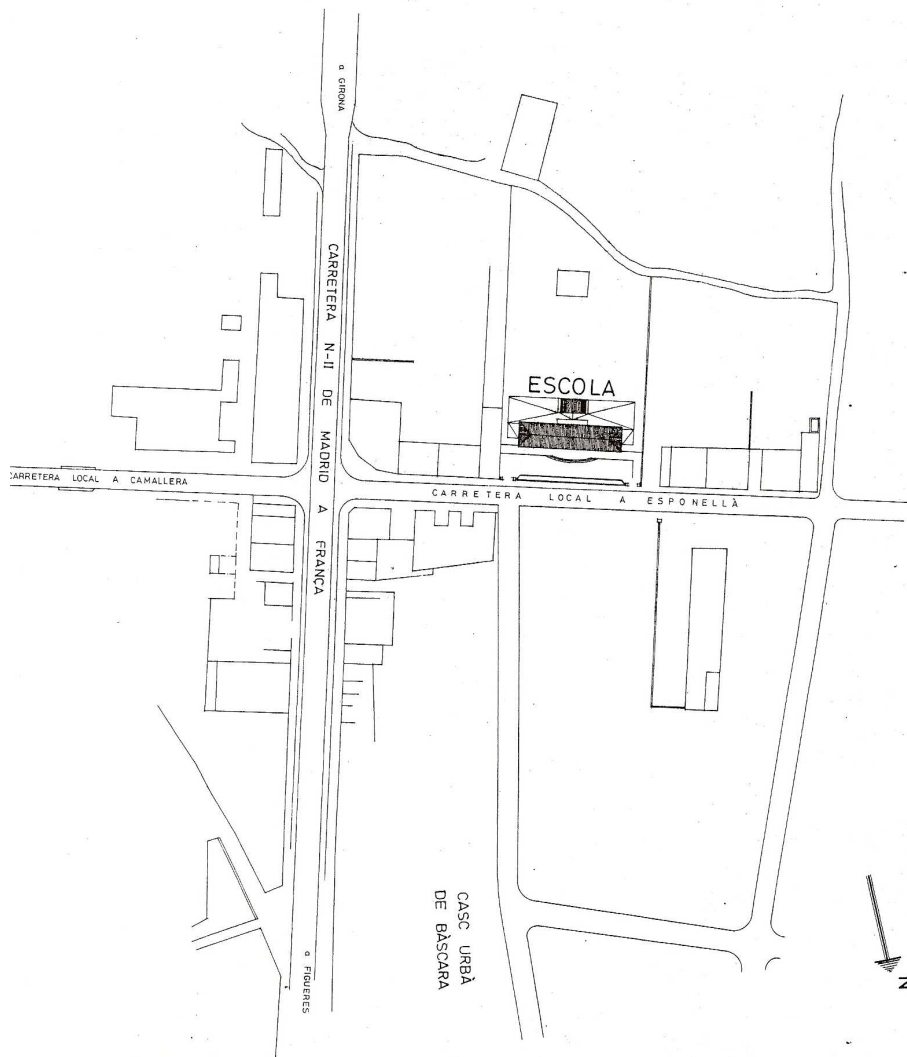 a GIRONA
CARRETERA N-II DE MADRID A FRANÇA
ESCOLA
CARRETERA LOCAL A CAMALLERA
CARRETERA LOCAL A ESPONELLÀ
CASC URBÀ
DE BÀSCARA
a FIGUERES
N